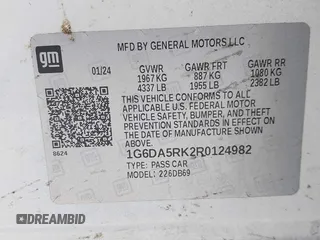 gm
MFD BY GENERAL MOTORS LLC
01/24 GVWR GAWR FRT GAWR RR
1967 KG 887 KG 1080 KG
4337 LB 1955 LB 2382 LB
THIS VEHICLE CONFORMS TO ALL
APPLICABLE U.S. FEDERAL MOTOR
VEHICLE SAFETY, BUMPER, AND THEFT
PREVENTION STANDARDS IN EFFECT ON
THE DATE OF MANUFACTURE SHOWN ABOVE.
8624
1G6DA5RK2R0124982
TYPE: PASS CAR
MODEL: 226DB69
DREAMBID